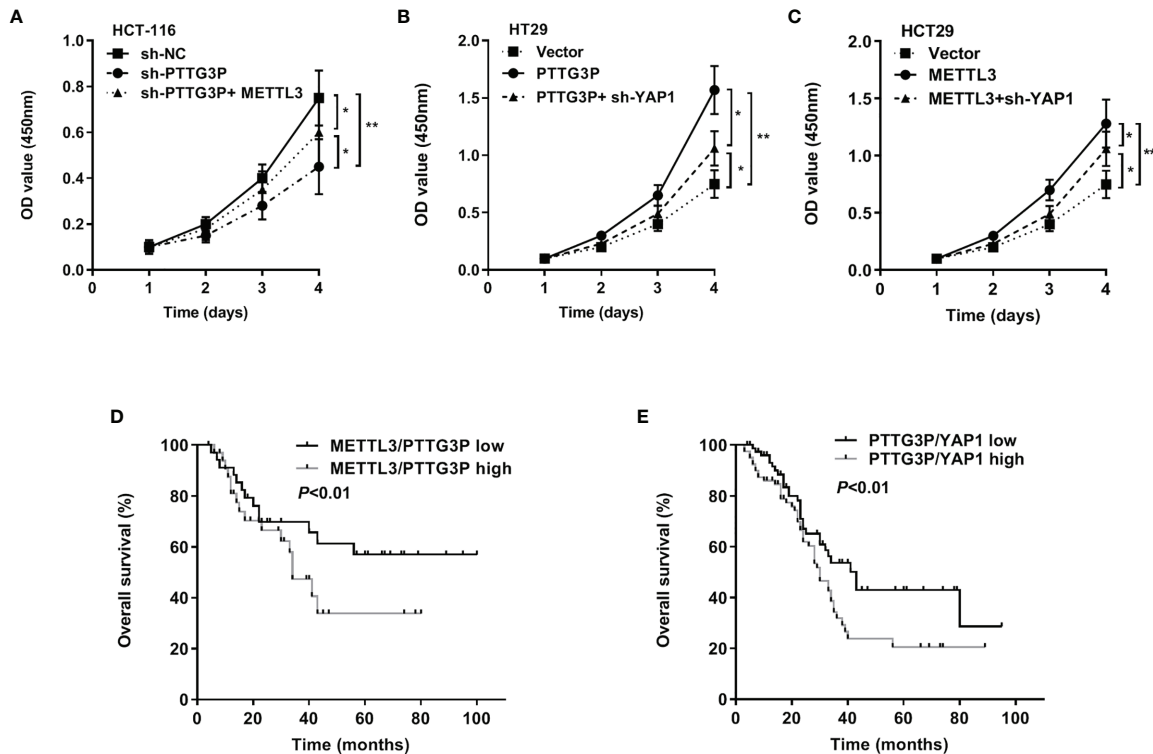 A
HCT-116
sh-NC
sh-PTTG3P
sh-PTTG3P+ METTL3
1.0
0.8
0.6
0.4
0.2
0.0
OD value (450nm)
0 1 2 3 4
Time (days)
*
*
**
B
HT29
Vector
PTTG3P
PTTG3P+ sh-YAP1
2.0
1.5
1.0
0.5
0.0
OD value (450nm)
0 1 2 3 4
Time (days)
*
*
**
C
HCT29
Vector
METTL3
METTL3+sh-YAP1
2.0
1.5
1.0
0.5
0.0
OD value (450nm)
0 1 2 3 4
Time (days)
*
*
**
D
METTL3/PTTG3P low
METTL3/PTTG3P high
P<0.01
100
80
60
40
20
0
Overall survival (%)
0 20 40 60 80 100
Time (months)
E
PTTG3P/YAP1 low
PTTG3P/YAP1 high
P<0.01
100
80
60
40
20
0
Overall survival (%)
0 20 40 60 80 100
Time (months)